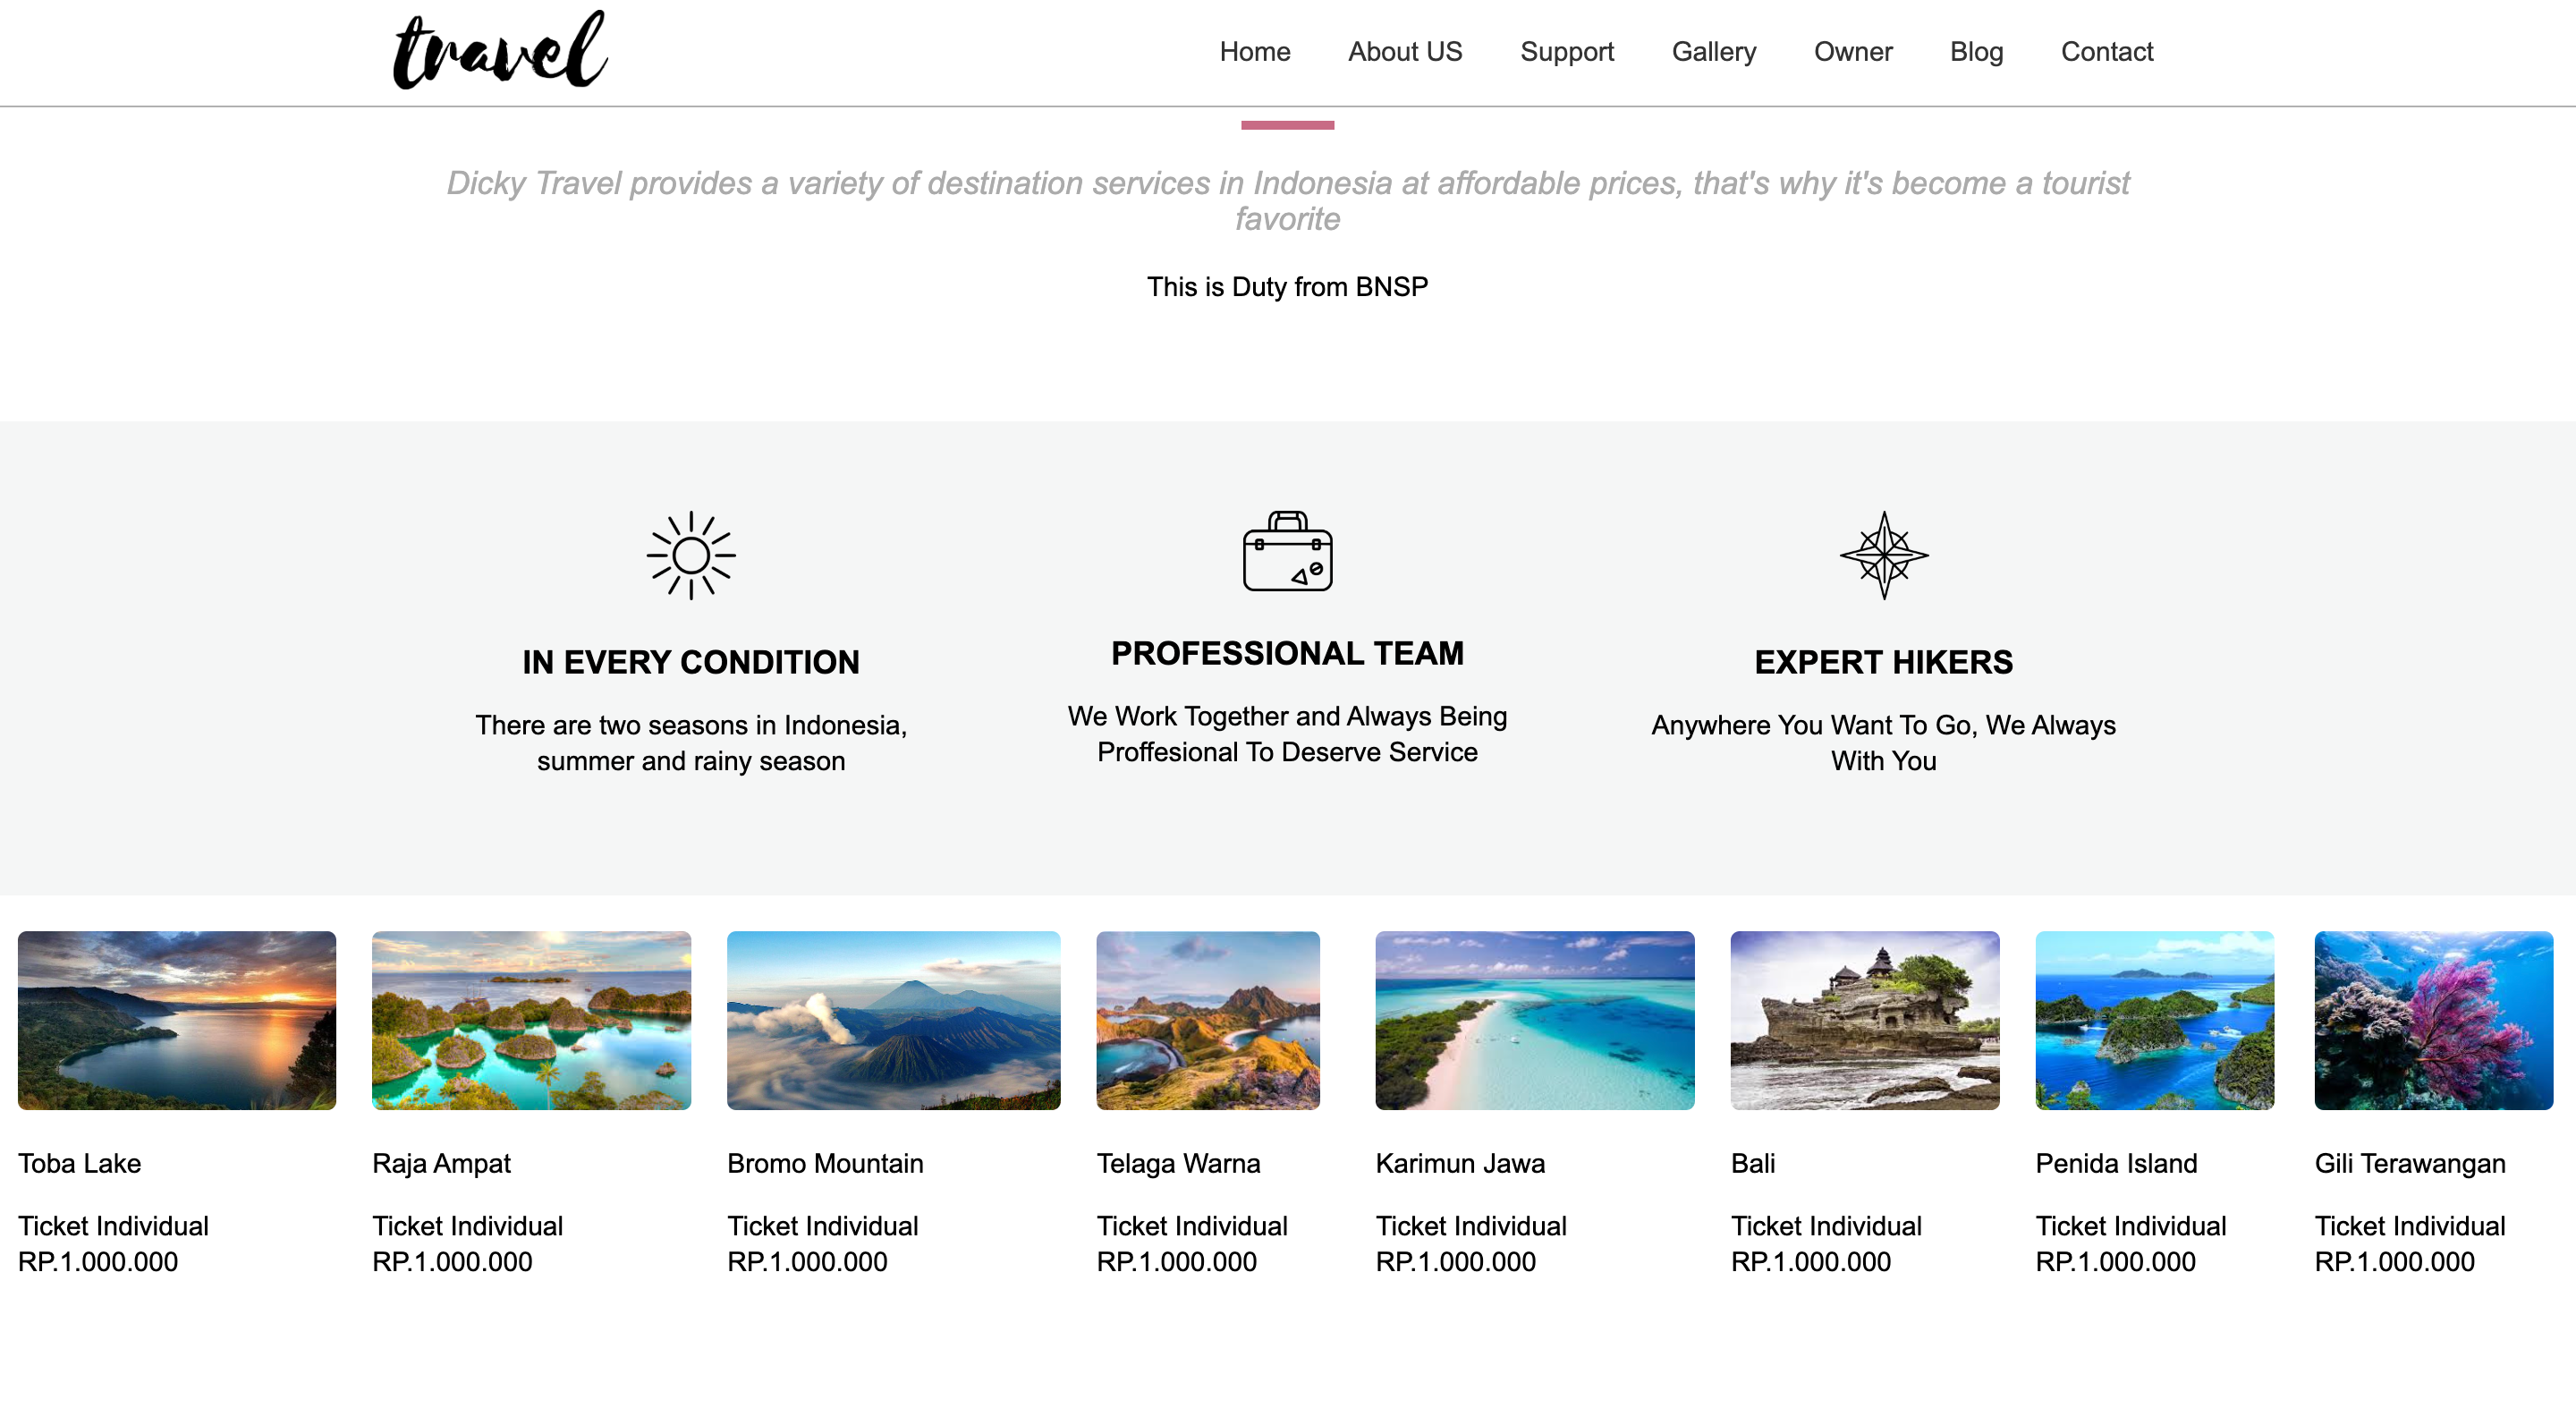 travel
Home About US Support Gallery Owner Blog Contact
Dicky Travel provides a variety of destination services in Indonesia at affordable prices, that's why it's become a tourist
favorite
This is Duty from BNSP
IN EVERY CONDITION
There are two seasons in Indonesia,
summer and rainy season
PROFESSIONAL TEAM
We Work Together and Always Being
Proffesional To Deserve Service
EXPERT HIKERS
Anywhere You Want To Go, We Always
With You
Toba Lake
Ticket Individual
RP.1.000.000
Raja Ampat
Ticket Individual
RP.1.000.000
Bromo Mountain
Ticket Individual
RP.1.000.000
Telaga Warna
Ticket Individual
RP.1.000.000
Karimun Jawa
Ticket Individual
RP.1.000.000
Bali
Ticket Individual
RP.1.000.000
Penida Island
Ticket Individual
RP.1.000.000
Gili Terawangan
Ticket Individual
RP.1.000.000